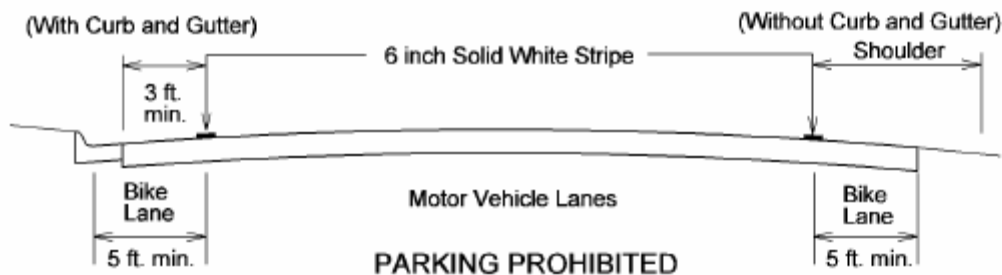 (With Curb and Gutter)
(Without Curb and Gutter)
6 inch Solid White Stripe
Shoulder
3 ft.
min.
Bike
Lane
Motor Vehicle Lanes
Bike
Lane
5 ft. min.
PARKING PROHIBITED
5 ft. min.